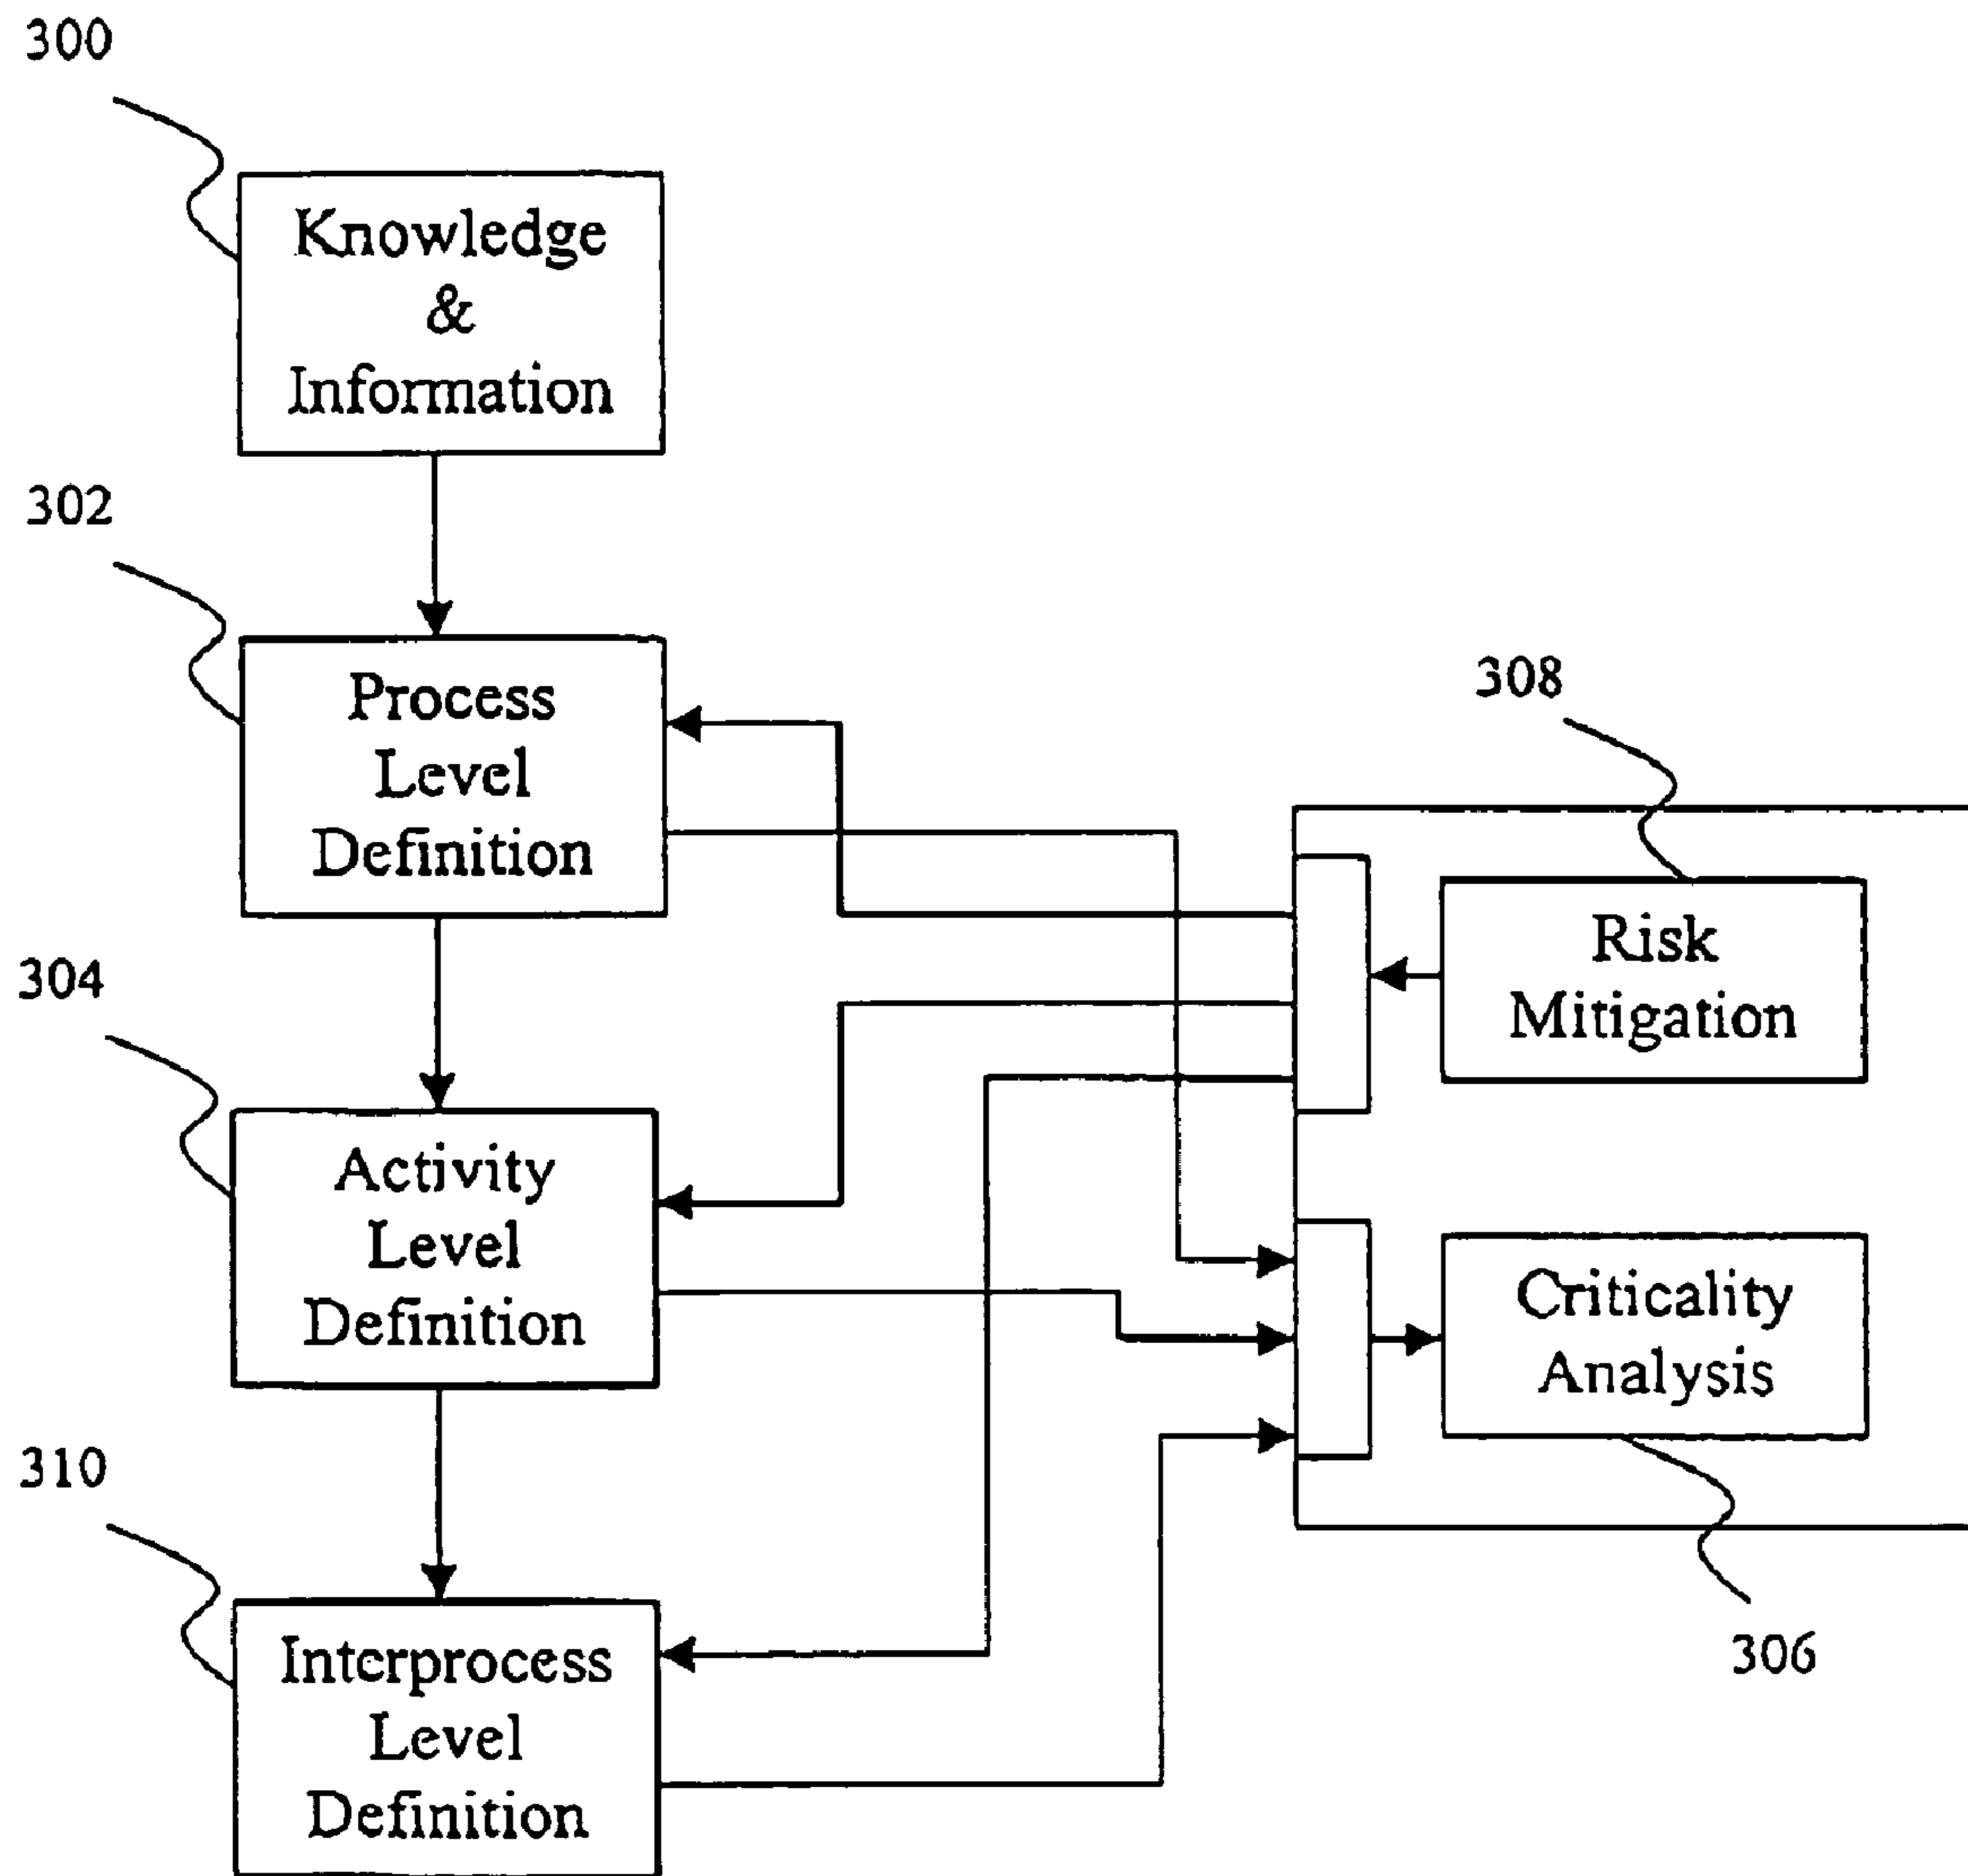 300
Knowledge
&
Information
302
Process
Level
Definition
308
Risk
Mitigation
304
Activity
Level
Definition
Criticality
Analysis
306
310
Interprocess
Level
Definition